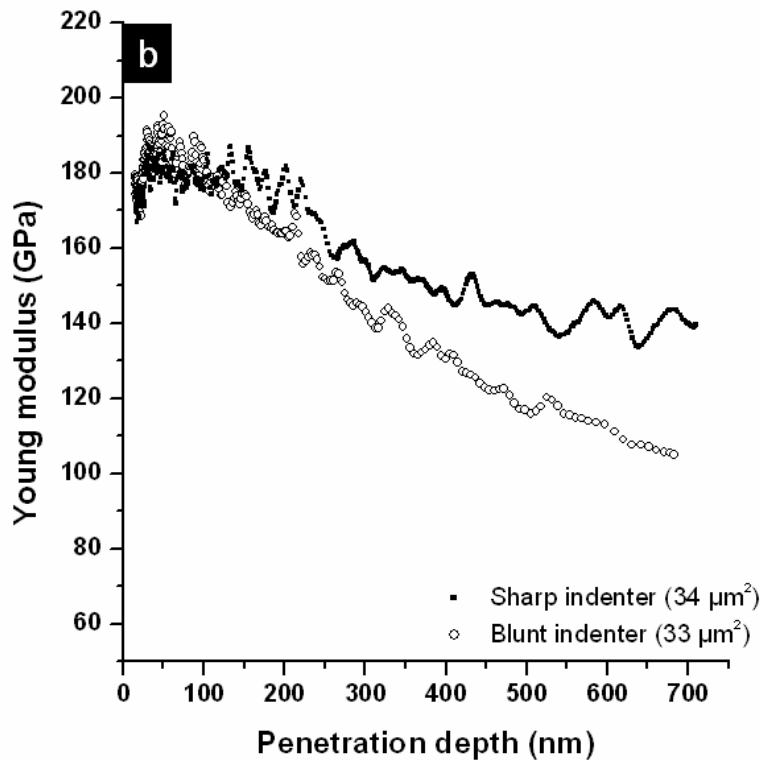 b
220
200
180
160
140
120
100
80
60
Young modulus (GPa)
Sharp indenter (34 µm²)
Blunt indenter (33 µm²)
0 100 200 300 400 500 600 700
Penetration depth (nm)